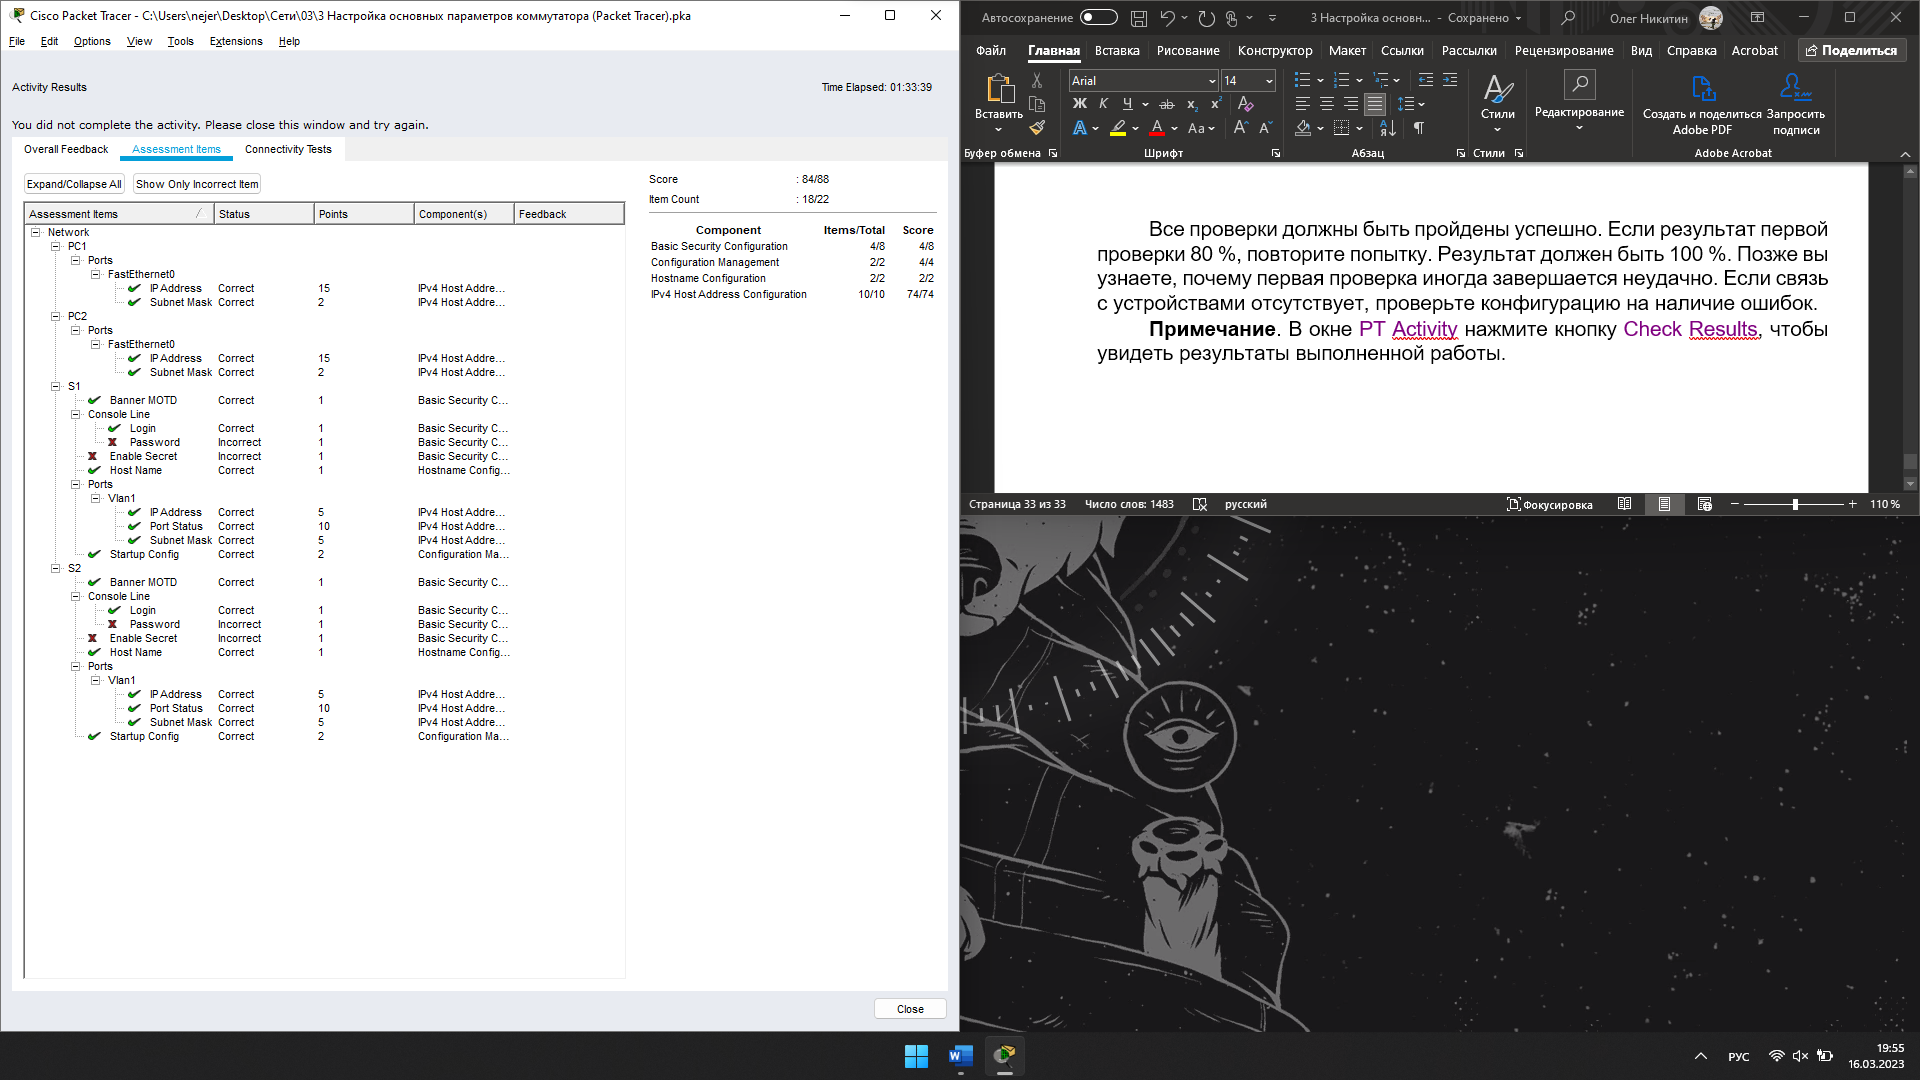 Cisco Packet Tracer - C:\Users\nejer\Desktop\Сети\03\3 Настройка основных параметров коммутатора (Packet Tracer).pka
File Edit Options View Tools Extensions Help
Activity Results
Time Elapsed: 01:33:39
You did not complete the activity. Please close this window and try again.
Overall Feedback Assessment Items Connectivity Tests
Expand/Collapse All Show Only Incorrect Item
Assessment Items Status Points Component(s) Feedback
Network
PC1
Ports
FastEthernet0
IP Address Correct 15 IPv4 Host Addre...
Subnet Mask Correct 2 IPv4 Host Addre...
PC2
Ports
FastEthernet0
IP Address Correct 15 IPv4 Host Addre...
Subnet Mask Correct 2 IPv4 Host Addre...
S1
Banner MOTD Correct 1 Basic Security C...
Console Line
Login Correct 1 Basic Security C...
Password Incorrect 1 Basic Security C...
Enable Secret Incorrect 1 Basic Security C...
Host Name Correct 1 Hostname Config...
Ports
Vlan1
IP Address Correct 5 IPv4 Host Addre...
Port Status Correct 10 IPv4 Host Addre...
Subnet Mask Correct 5 IPv4 Host Addre...
Startup Config Correct 2 Configuration Ma...
S2
Banner MOTD Correct 1 Basic Security C...
Console Line
Login Correct 1 Basic Security C...
Password Incorrect 1 Basic Security C...
Enable Secret Incorrect 1 Basic Security C...
Host Name Correct 1 Hostname Config...
Ports
Vlan1
IP Address Correct 5 IPv4 Host Addre...
Port Status Correct 10 IPv4 Host Addre...
Subnet Mask Correct 5 IPv4 Host Addre...
Startup Config Correct 2 Configuration Ma...
Score : 84/88
Item Count : 18/22
Component Items/Total Score
Basic Security Configuration 4/8 4/8
Configuration Management 2/2 4/4
Hostname Configuration 2/2 2/2
IPv4 Host Address Configuration 10/10 74/74
Close
Автосохранение 3 Настройка основн... - Сохранено Олег Никитин
Файл Главная Вставка Рисование Конструктор Макет Ссылки Рассылки Рецензирование Вид Справка Acrobat Поделиться
Вставить
Arial 14
Ж К Ч ab x₂ x²
A A Aa A A
Стили
Редактирование
Создать и поделиться Adobe PDF
Запросить подписи
Буфер обмена Шрифт Абзац Стили Adobe Acrobat
Все проверки должны быть пройдены успешно. Если результат первой
проверки 80 %, повторите попытку. Результат должен быть 100 %. Позже вы
узнаете, почему первая проверка иногда завершается неудачно. Если связь
с устройствами отсутствует, проверьте конфигурацию на наличие ошибок.
Примечание. В окне PT Activity нажмите кнопку Check Results, чтобы
увидеть результаты выполненной работы.
Страница 33 из 33 Число слов: 1483 русский Фокусировка 110 %
РУС
19:55
16.03.2023